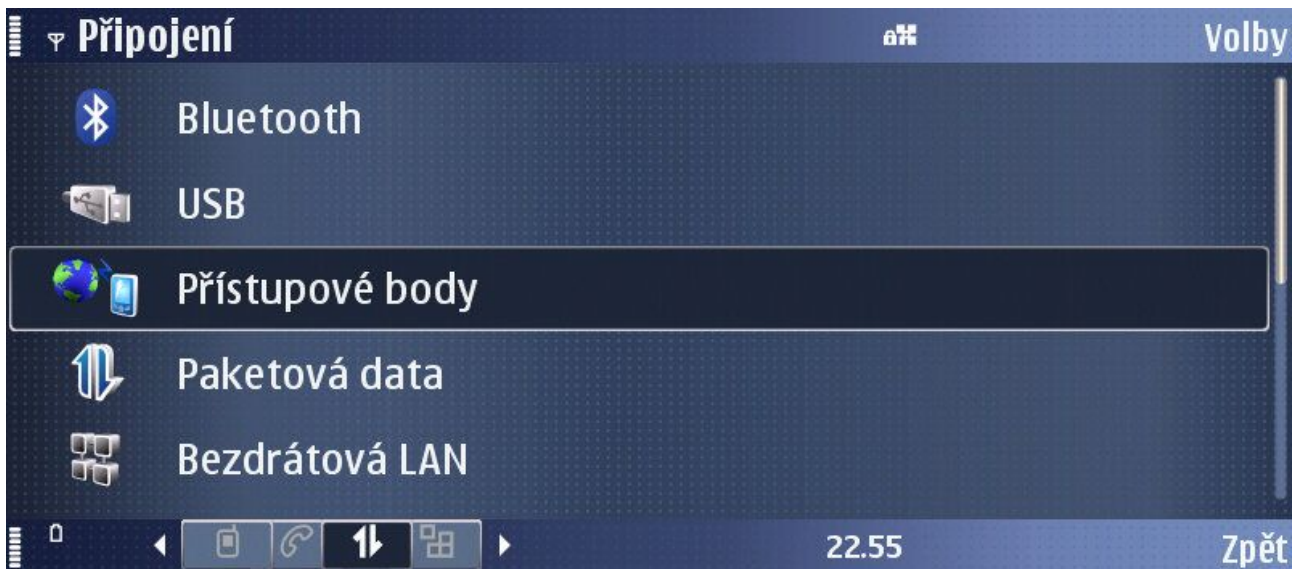 Připojení
Volby
Bluetooth
USB
Přístupové body
Paketová data
Bezdrátová LAN
22.55
Zpět